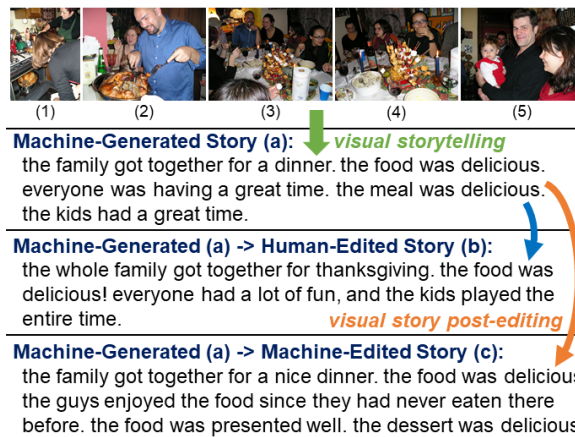 (1) (2) (3) (4) (5)
Machine-Generated Story (a): visual storytelling
the family got together for a dinner. the food was delicious.
everyone was having a great time. the meal was delicious.
the kids had a great time.
Machine-Generated (a) -> Human-Edited Story (b):
the whole family got together for thanksgiving. the food was
delicious! everyone had a lot of fun, and the kids played the
entire time. visual story post-editing
Machine-Generated (a) -> Machine-Edited Story (c):
the family got together for a nice dinner. the food was delicious
the guys enjoyed the food since they had never eaten there
before. the food was presented well. the dessert was delicious